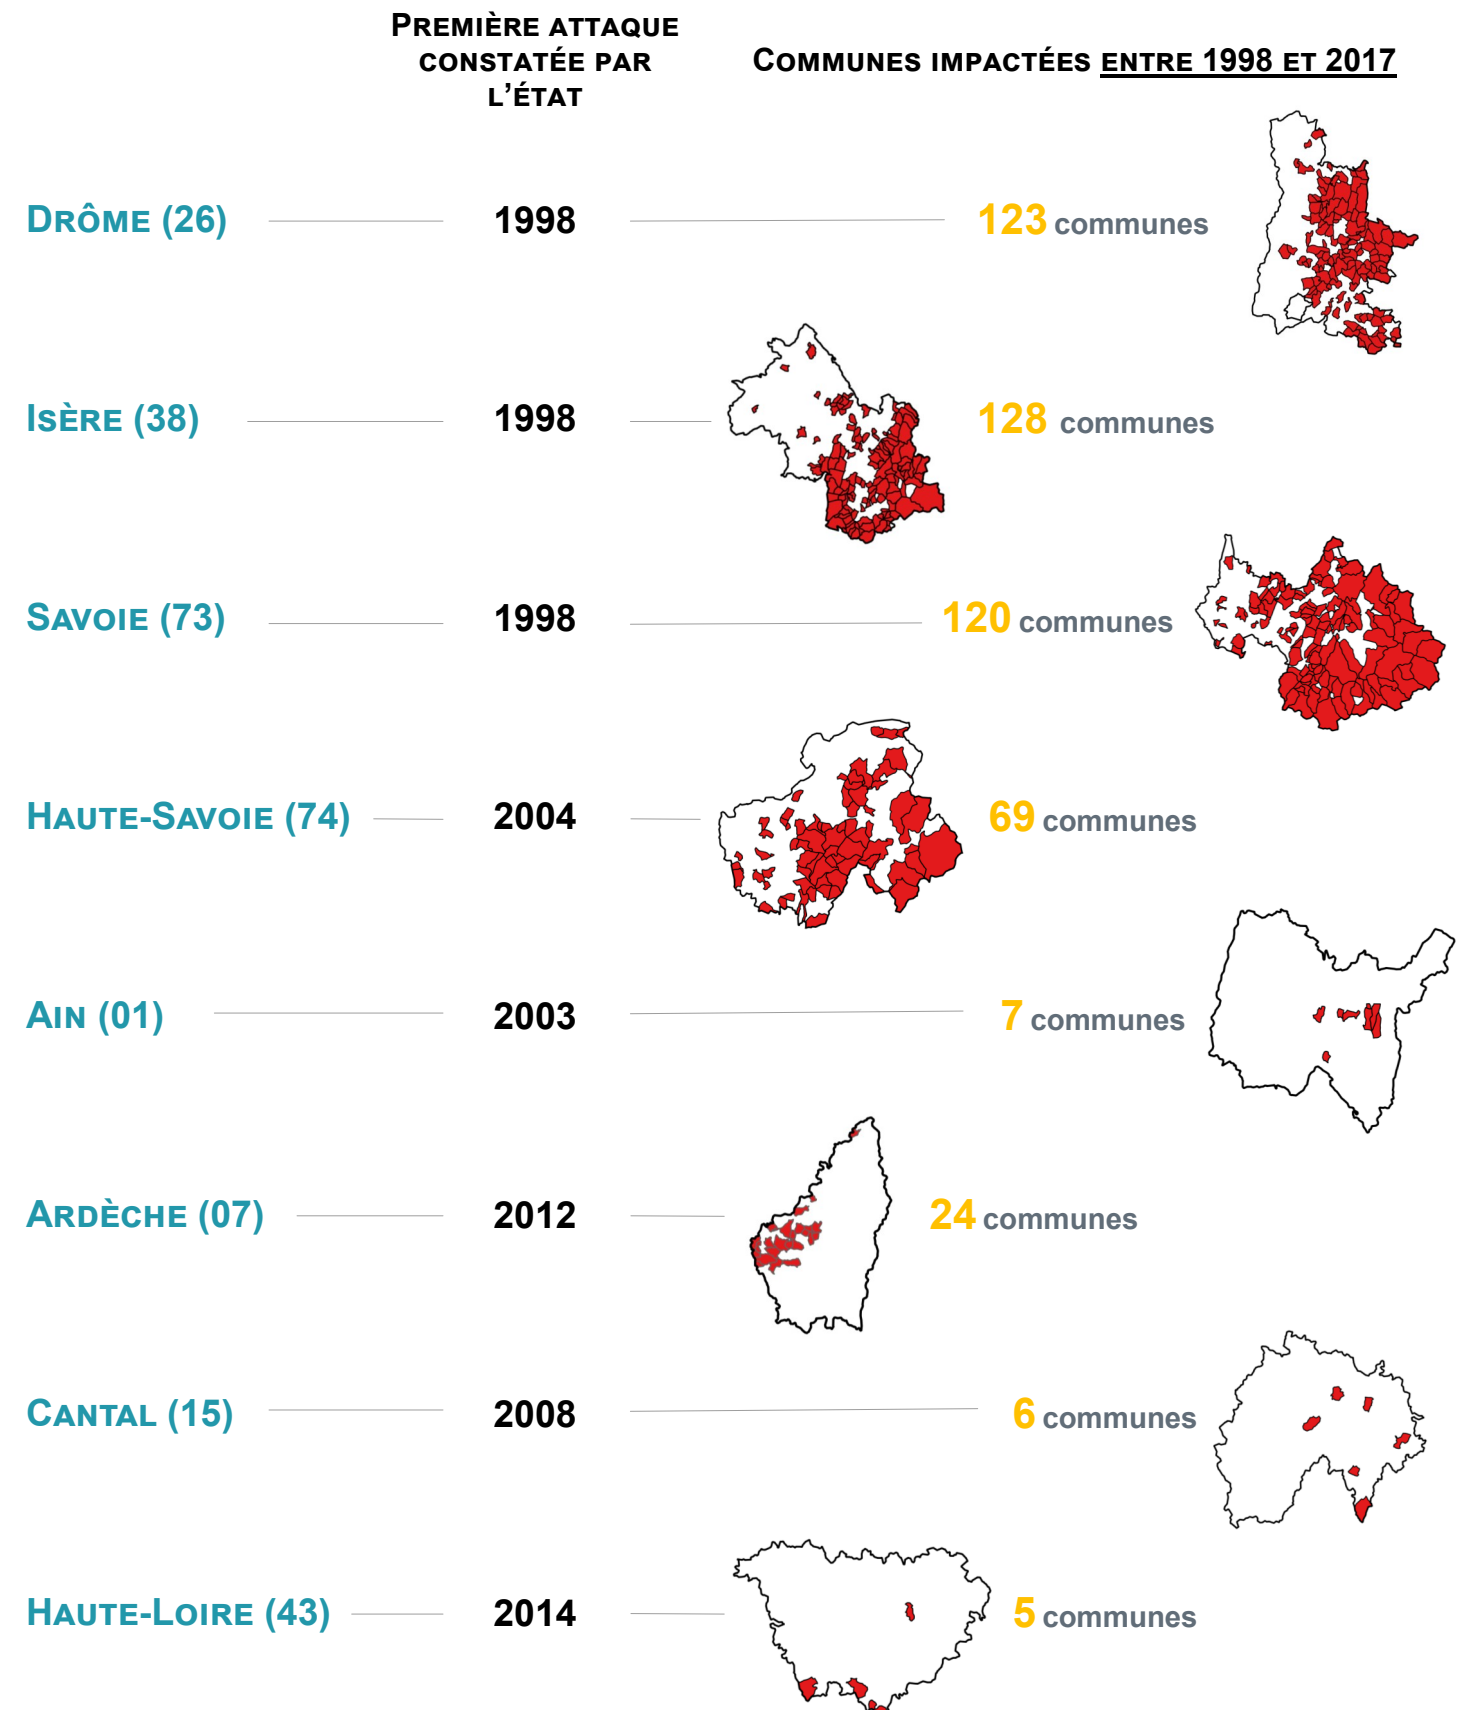 PREMIÈRE ATTAQUE
CONSTATÉE PAR
L’ÉTAT
COMMUNES IMPACTÉES ENTRE 1998 ET 2017
DRÔME (26)
1998
123 communes
ISÈRE (38)
1998
128 communes
SAVOIE (73)
1998
120 communes
HAUTE-SAVOIE (74)
2004
69 communes
AIN (01)
2003
7 communes
ARDÈCHE (07)
2012
24 communes
CANTAL (15)
2008
6 communes
HAUTE-LOIRE (43)
2014
5 communes